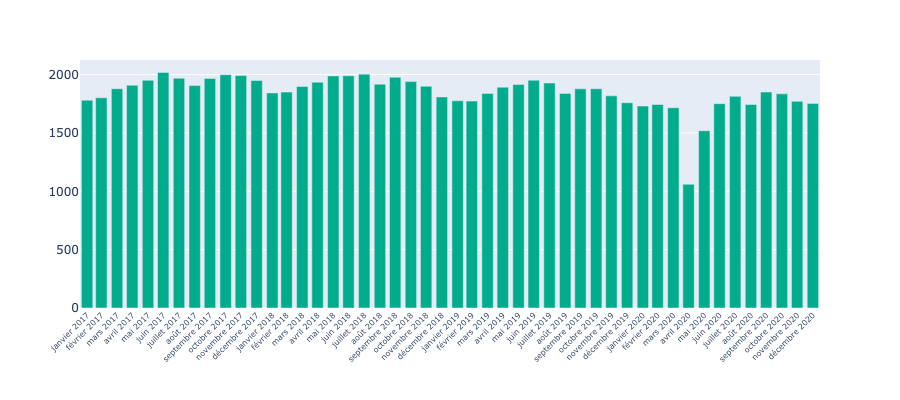 2000
1500
1000
500
0
janvier 2017
février 2017
mars 2017
avril 2017
mai 2017
juin 2017
juillet 2017
août 2017
septembre 2017
octobre 2017
novembre 2017
décembre 2017
janvier 2018
février 2018
mars 2018
avril 2018
mai 2018
juin 2018
juillet 2018
août 2018
septembre 2018
octobre 2018
novembre 2018
décembre 2018
janvier 2019
février 2019
mars 2019
avril 2019
mai 2019
juin 2019
juillet 2019
août 2019
septembre 2019
octobre 2019
novembre 2019
décembre 2019
janvier 2020
février 2020
mars 2020
avril 2020
mai 2020
juin 2020
juillet 2020
août 2020
septembre 2020
octobre 2020
novembre 2020
décembre 2020